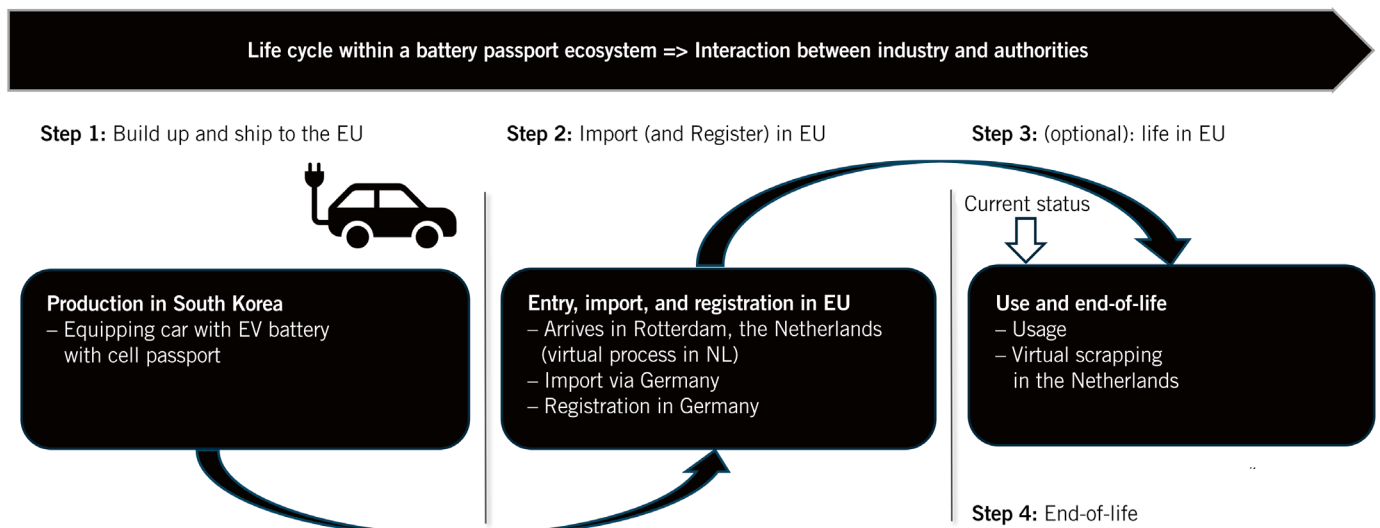 Life cycle within a battery passport ecosystem => Interaction between industry and authorities
Step 1: Build up and ship to the EU
Step 2: Import (and Register) in EU
Step 3: (optional): life in EU
Current status
Production in South Korea
– Equipping car with EV battery
with cell passport
Entry, import, and registration in EU
– Arrives in Rotterdam, the Netherlands
(virtual process in NL)
– Import via Germany
– Registration in Germany
Use and end-of-life
– Usage
– Virtual scrapping
in the Netherlands
Step 4: End-of-life